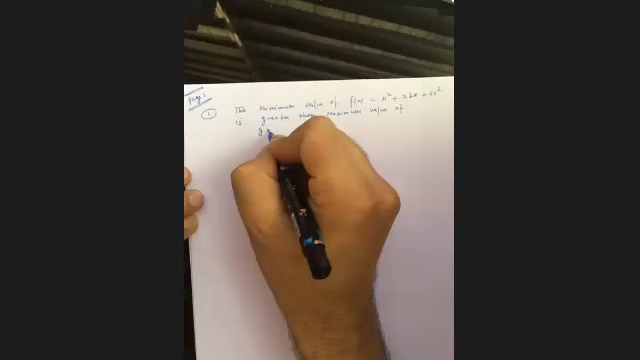 page 1
① The minimum value of f(x) = x² + 2bx + 2c²
is greater than maximum value of
g